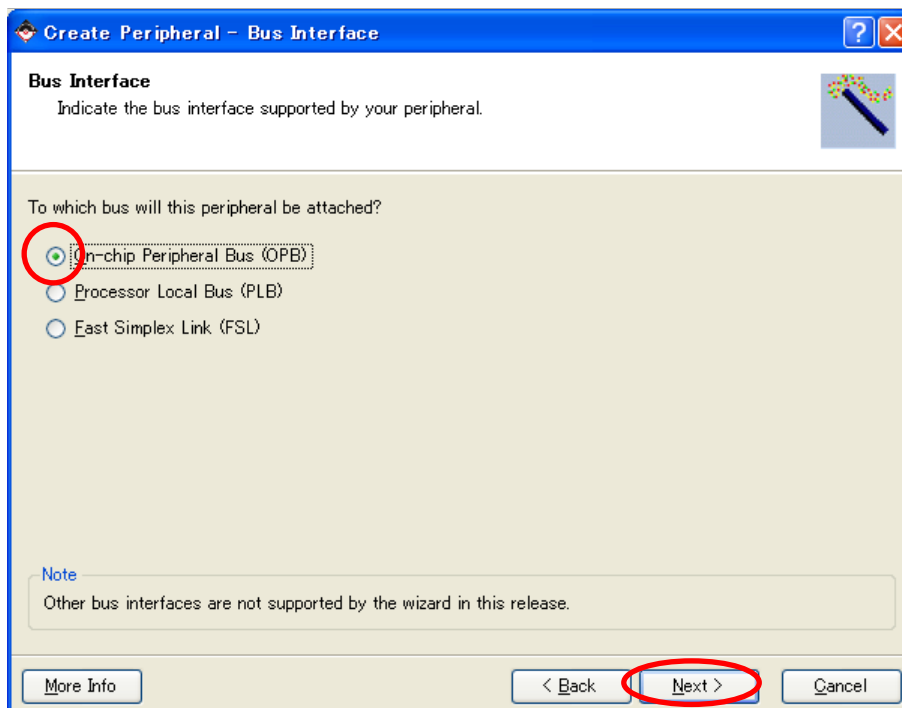 Create Peripheral - Bus Interface
Bus Interface
Indicate the bus interface supported by your peripheral.
To which bus will this peripheral be attached?
On-chip Peripheral Bus (OPB)
Processor Local Bus (PLB)
Fast Simplex Link (FSL)
Note
Other bus interfaces are not supported by the wizard in this release.
More Info
< Back
Next >
Cancel